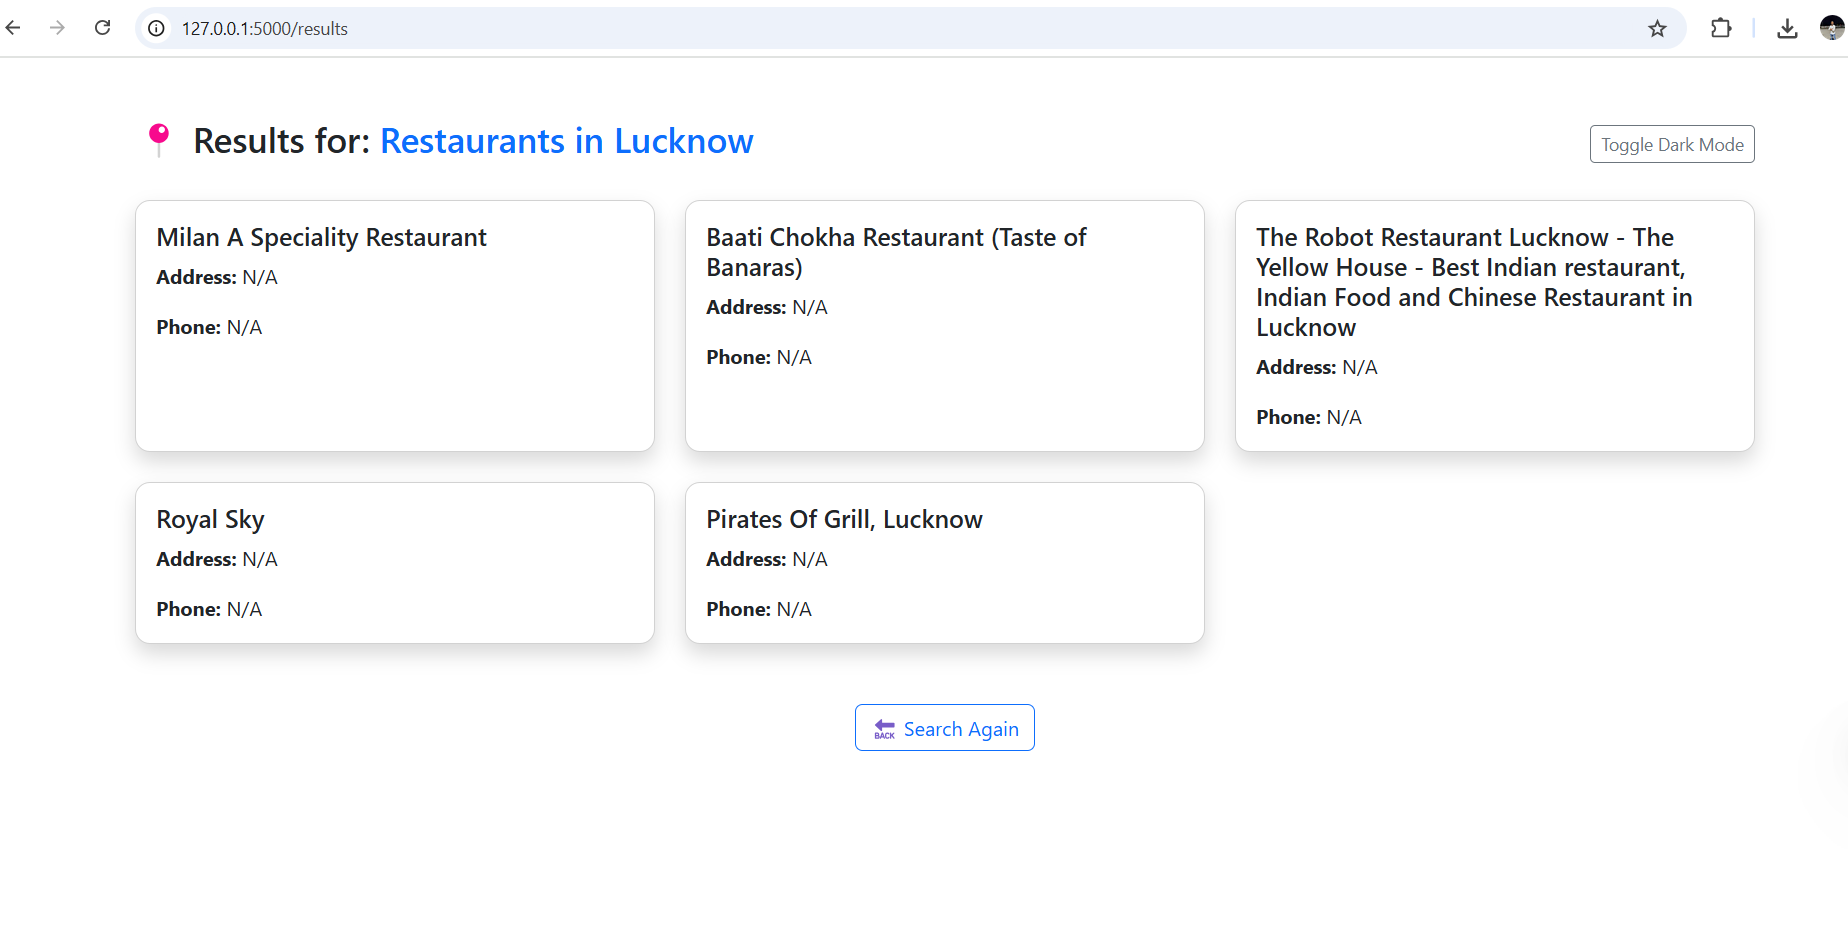 127.0.0.1:5000/results
Results for: Restaurants in Lucknow
Toggle Dark Mode
Milan A Speciality Restaurant
Address: N/A
Phone: N/A
Baati Chokha Restaurant (Taste of
Banaras)
Address: N/A
Phone: N/A
The Robot Restaurant Lucknow - The
Yellow House - Best Indian restaurant,
Indian Food and Chinese Restaurant in
Lucknow
Address: N/A
Phone: N/A
Royal Sky
Address: N/A
Phone: N/A
Pirates Of Grill, Lucknow
Address: N/A
Phone: N/A
BACK Search Again